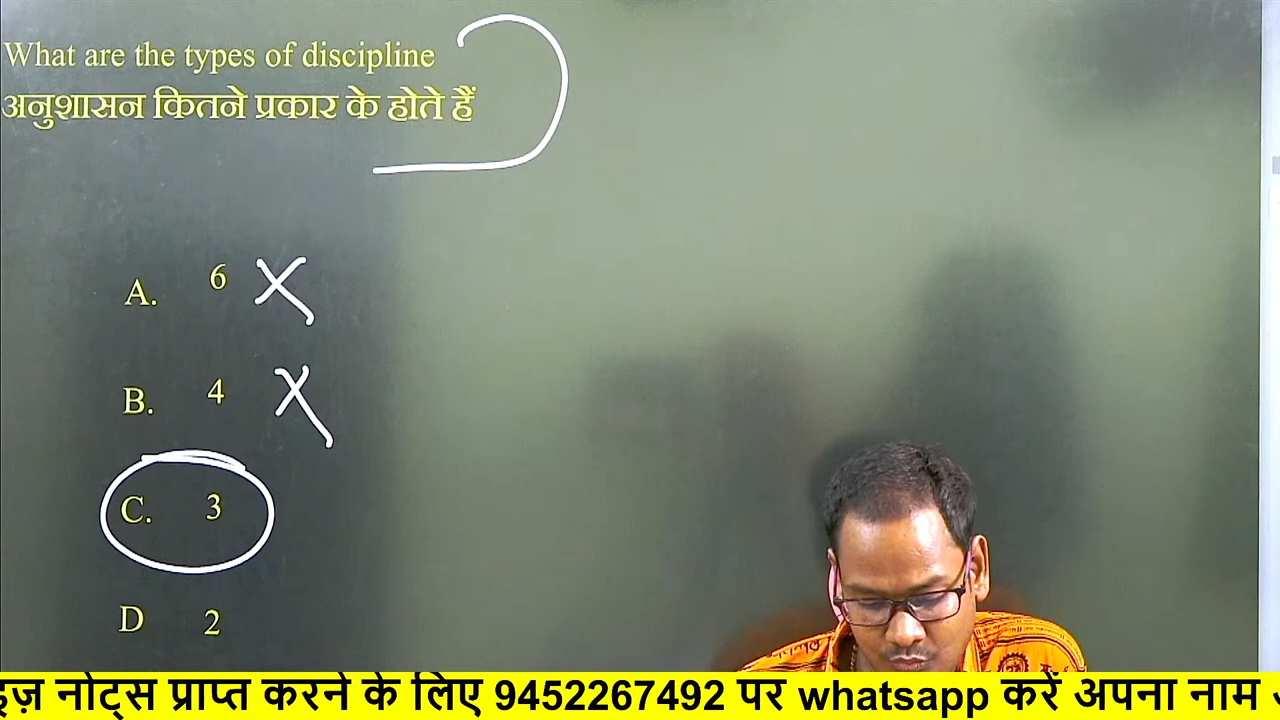 What are the types of discipline
अनुशासन कितने प्रकार के होते हैं
A. 6
B. 4
C. 3
D 2
नोट्स प्राप्त करने के लिए 9452267492 पर whatsapp करें अपना नाम